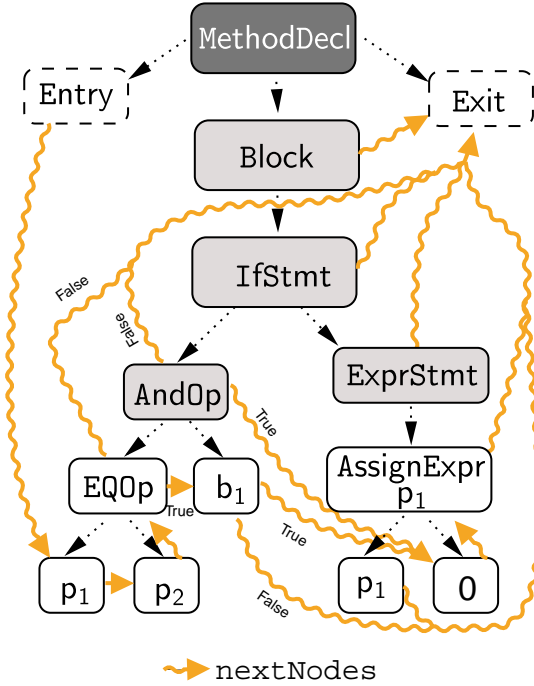 MethodDecl
Entry
Exit
Block
IfStmt
False
False
AndOp
ExprStmt
True
AssignExpr
p₁
EQOp
b₁
True
True
p₁
p₂
False
p₁
0
nextNodes